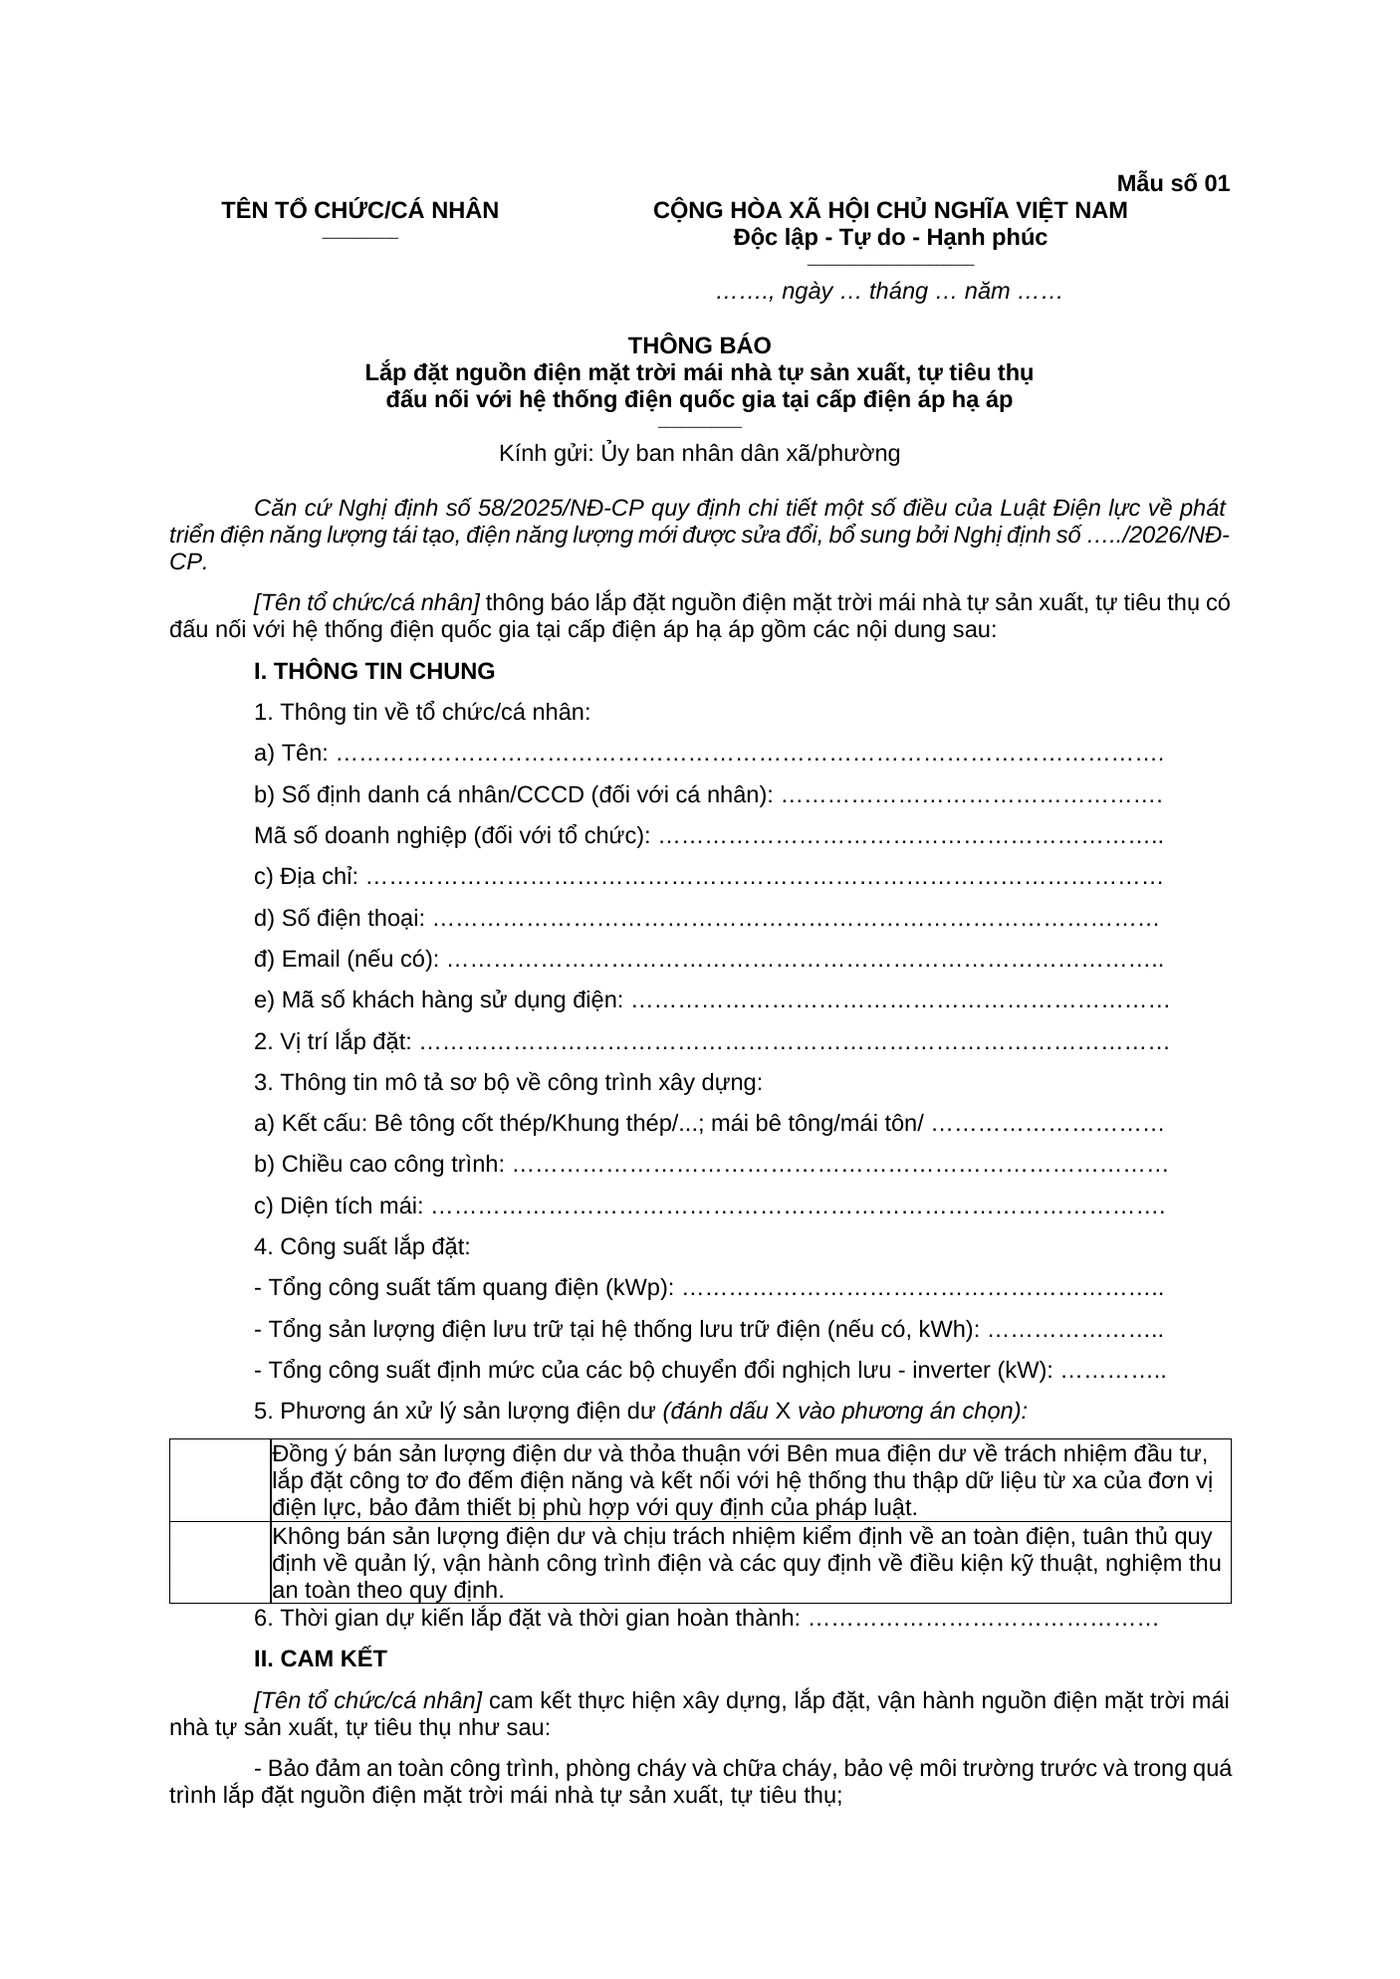 Mẫu số 01
TÊN TỔ CHỨC/CÁ NHÂN
CỘNG HÒA XÃ HỘI CHỦ NGHĨA VIỆT NAM
Độc lập - Tự do - Hạnh phúc
……., ngày … tháng … năm ……
THÔNG BÁO
Lắp đặt nguồn điện mặt trời mái nhà tự sản xuất, tự tiêu thụ
đấu nối với hệ thống điện quốc gia tại cấp điện áp hạ áp
Kính gửi: Ủy ban nhân dân xã/phường
Căn cứ Nghị định số 58/2025/NĐ-CP quy định chi tiết một số điều của Luật Điện lực về phát
triển điện năng lượng tái tạo, điện năng lượng mới được sửa đổi, bổ sung bởi Nghị định số …../2026/NĐ-
CP.
[Tên tổ chức/cá nhân] thông báo lắp đặt nguồn điện mặt trời mái nhà tự sản xuất, tự tiêu thụ có
đấu nối với hệ thống điện quốc gia tại cấp điện áp hạ áp gồm các nội dung sau:
I. THÔNG TIN CHUNG
1. Thông tin về tổ chức/cá nhân:
a) Tên: …………………………………………………………………………………………….
b) Số định danh cá nhân/CCCD (đối với cá nhân): ………………………………………….
Mã số doanh nghiệp (đối với tổ chức): ………………………………………………………..
c) Địa chỉ: …………………………………………………………………………………………
d) Số điện thoại: …………………………………………………………………………………
đ) Email (nếu có): ………………………………………………………………………………..
e) Mã số khách hàng sử dụng điện: ……………………………………………………………
2. Vị trí lắp đặt: ……………………………………………………………………………………
3. Thông tin mô tả sơ bộ về công trình xây dựng:
a) Kết cấu: Bê tông cốt thép/Khung thép/...; mái bê tông/mái tôn/ …………………………
b) Chiều cao công trình: …………………………………………………………………………
c) Diện tích mái: ………………………………………………………………………………….
4. Công suất lắp đặt:
- Tổng công suất tấm quang điện (kWp): ……………………………………………………..
- Tổng sản lượng điện lưu trữ tại hệ thống lưu trữ điện (nếu có, kWh): …………………..
- Tổng công suất định mức của các bộ chuyển đổi nghịch lưu - inverter (kW): …………..
5. Phương án xử lý sản lượng điện dư (đánh dấu X vào phương án chọn):
Đồng ý bán sản lượng điện dư và thỏa thuận với Bên mua điện dư về trách nhiệm đầu tư,
lắp đặt công tơ đo đếm điện năng và kết nối với hệ thống thu thập dữ liệu từ xa của đơn vị
điện lực, bảo đảm thiết bị phù hợp với quy định của pháp luật.
Không bán sản lượng điện dư và chịu trách nhiệm kiểm định về an toàn điện, tuân thủ quy
định về quản lý, vận hành công trình điện và các quy định về điều kiện kỹ thuật, nghiệm thu
an toàn theo quy định.
6. Thời gian dự kiến lắp đặt và thời gian hoàn thành: ………………………………………
II. CAM KẾT
[Tên tổ chức/cá nhân] cam kết thực hiện xây dựng, lắp đặt, vận hành nguồn điện mặt trời mái
nhà tự sản xuất, tự tiêu thụ như sau:
- Bảo đảm an toàn công trình, phòng cháy và chữa cháy, bảo vệ môi trường trước và trong quá
trình lắp đặt nguồn điện mặt trời mái nhà tự sản xuất, tự tiêu thụ;